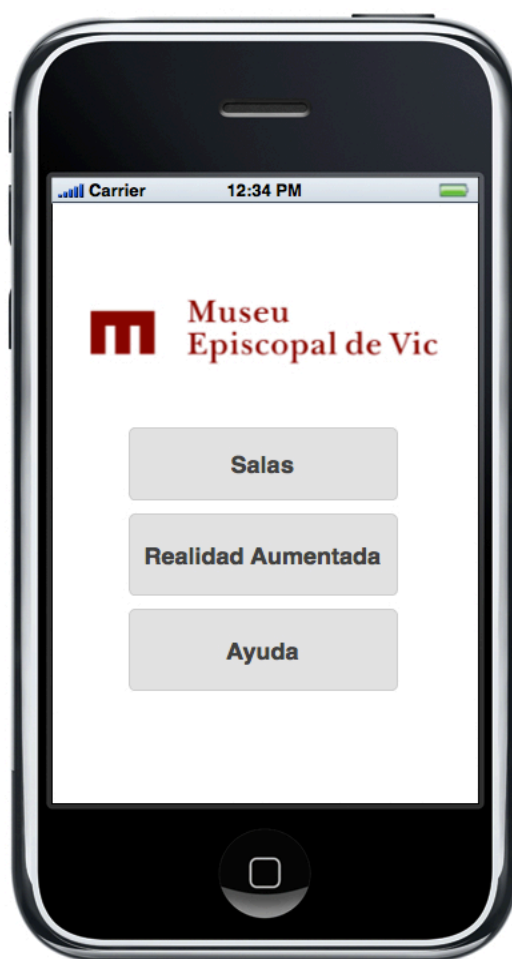 Carrier 12:34 PM
Museu
Episcopal de Vic
Salas
Realidad Aumentada
Ayuda